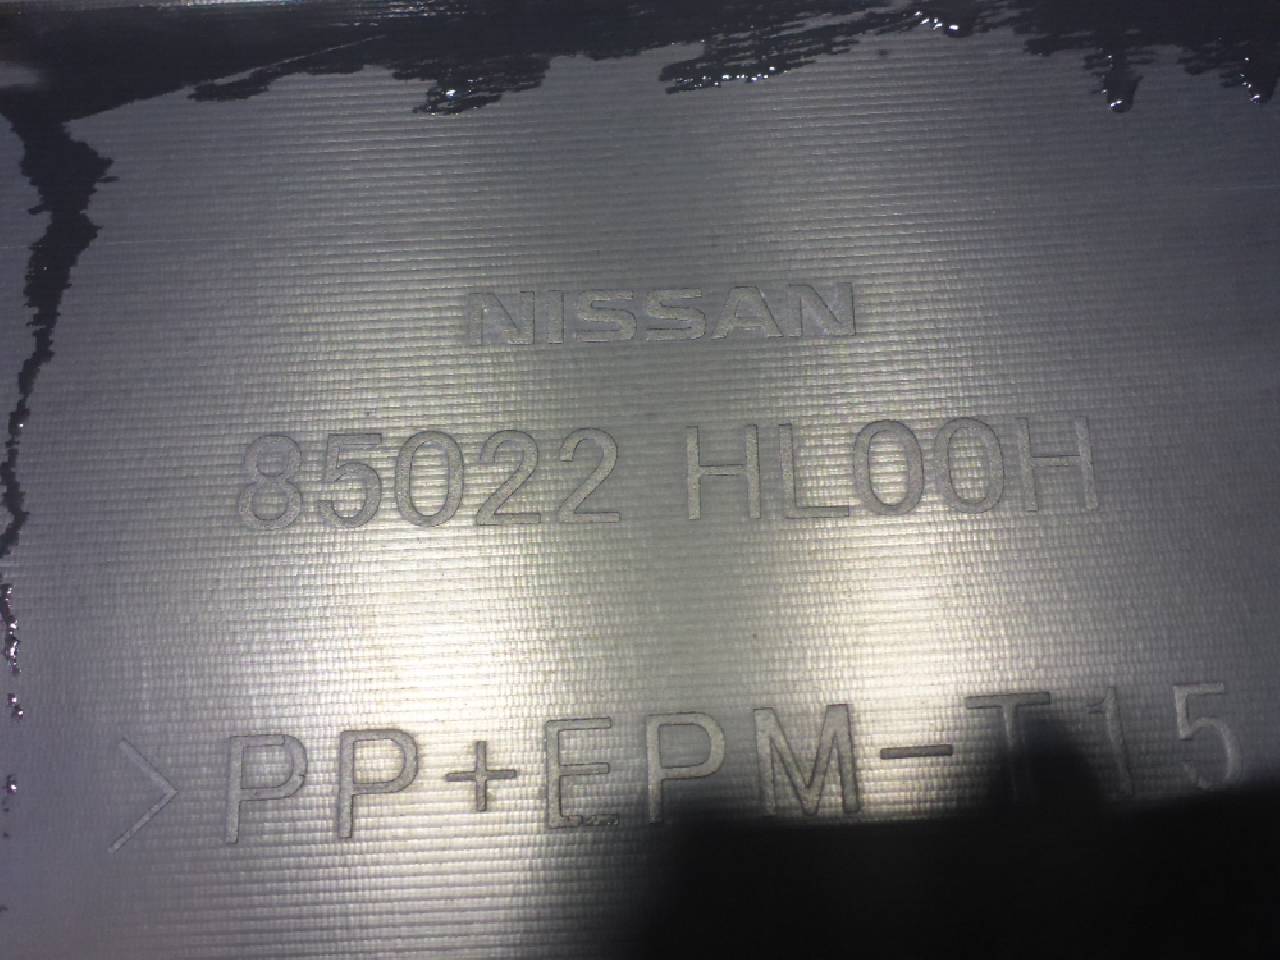 NISSAN
85022 HL00H
>PP+EPM-T15